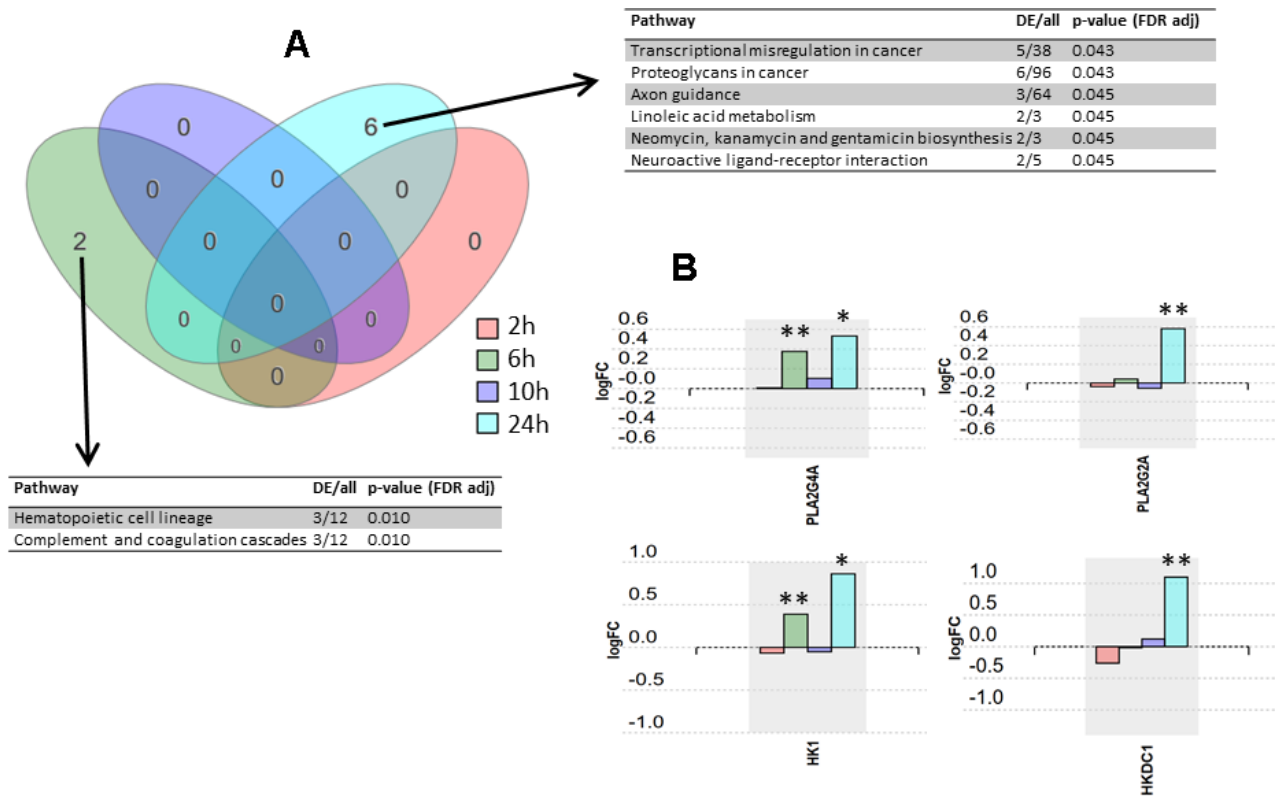 A
Pathway DE/all p-value (FDR adj)
Transcriptional misregulation in cancer 5/38 0.043
Proteoglycans in cancer 6/96 0.043
Axon guidance 3/64 0.045
Linoleic acid metabolism 2/3 0.045
Neomycin, kanamycin and gentamicin biosynthesis 2/3 0.045
Neuroactive ligand-receptor interaction 2/5 0.045
0
6
0
0
0
2
0
0
0
0
0
0
0
0
0
2h
6h
10h
24h
Pathway DE/all p-value (FDR adj)
Hematopoietic cell lineage 3/12 0.010
Complement and coagulation cascades 3/12 0.010
B
logFC
0.6
0.4
0.2
-0.0
-0.2
-0.4
-0.6
** *
PLA2G4A
logFC
0.6
0.4
0.2
-0.0
-0.2
-0.4
-0.6
**
PLA2G2A
logFC
1.0
0.5
0.0
-0.5
-1.0
** *
HK1
logFC
1.0
0.5
0.0
-0.5
-1.0
**
HKDC1